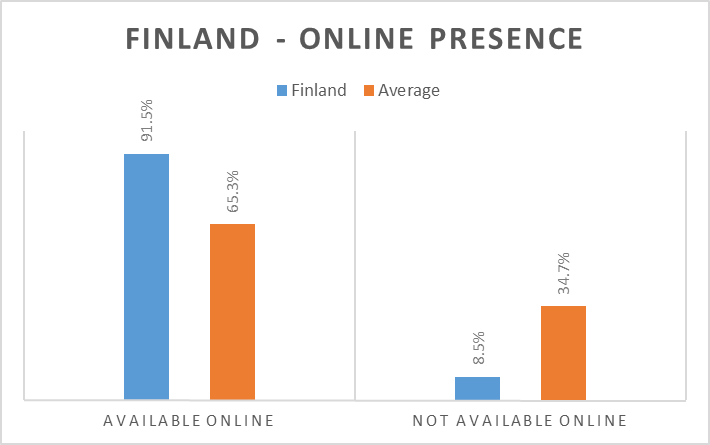 FINLAND - ONLINE PRESENCE
Finland Average
91.5%
65.3%
8.5%
34.7%
AVAILABLE ONLINE
NOT AVAILABLE ONLINE